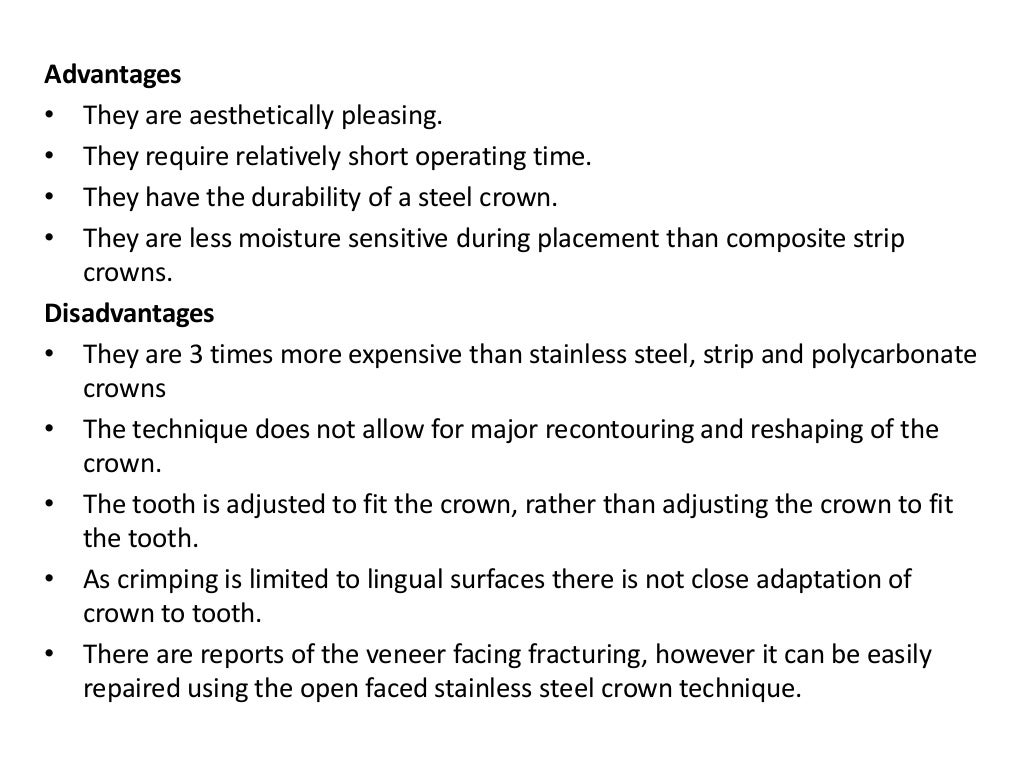 Advantages
• They are aesthetically pleasing.
• They require relatively short operating time.
• They have the durability of a steel crown.
• They are less moisture sensitive during placement than composite strip
crowns.
Disadvantages
• They are 3 times more expensive than stainless steel, strip and polycarbonate
crowns
• The technique does not allow for major recontouring and reshaping of the
crown.
• The tooth is adjusted to fit the crown, rather than adjusting the crown to fit
the tooth.
• As crimping is limited to lingual surfaces there is not close adaptation of
crown to tooth.
• There are reports of the veneer facing fracturing, however it can be easily
repaired using the open faced stainless steel crown technique.